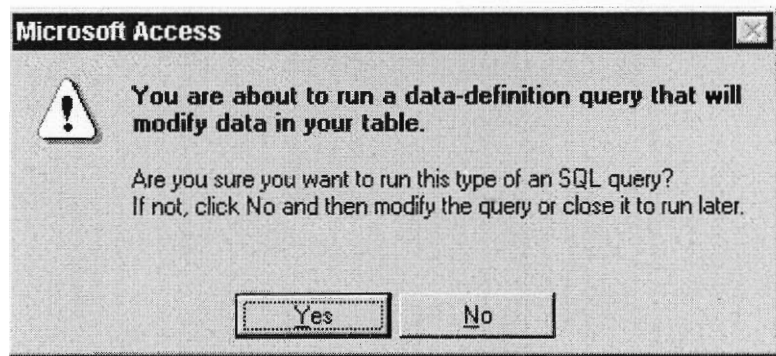 Microsoft Access
You are about to run a data-definition query that will
modify data in your table.
Are you sure you want to run this type of an SQL query?
If not, click No and then modify the query or close it to run later.
Yes
No